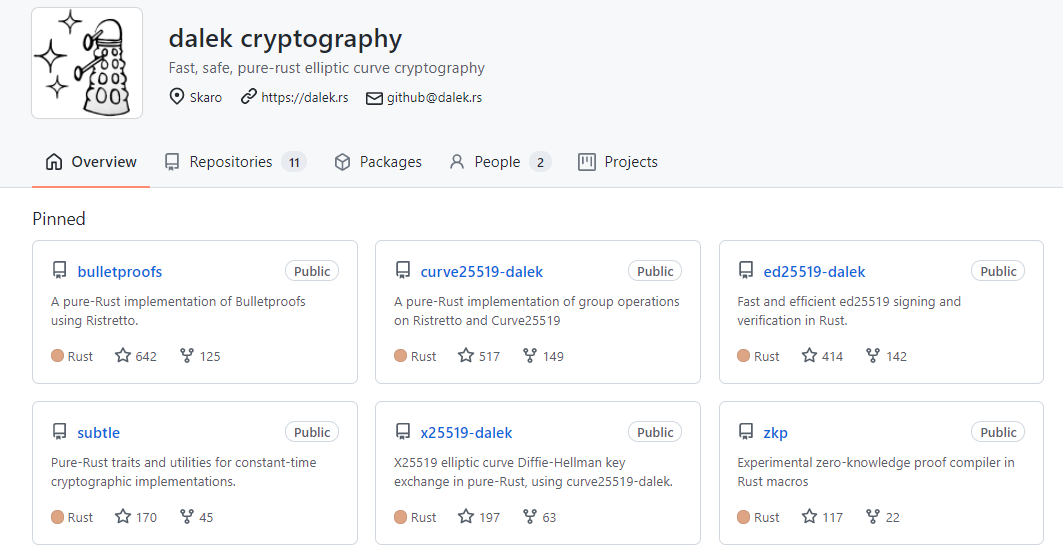 dalek cryptography
Fast, safe, pure-rust elliptic curve cryptography
Skaro https://dalek.rs github@dalek.rs
Overview Repositories 11 Packages People 2 Projects
Pinned
bulletproofs Public
A pure-Rust implementation of Bulletproofs
using Ristretto.
Rust 642 125
curve25519-dalek Public
A pure-Rust implementation of group operations
on Ristretto and Curve25519
Rust 517 149
ed25519-dalek Public
Fast and efficient ed25519 signing and
verification in Rust.
Rust 414 142
subtle Public
Pure-Rust traits and utilities for constant-time
cryptographic implementations.
Rust 170 45
x25519-dalek Public
X25519 elliptic curve Diffie-Hellman key
exchange in pure-Rust, using curve25519-dalek.
Rust 197 63
zkp Public
Experimental zero-knowledge proof compiler in
Rust macros
Rust 117 22